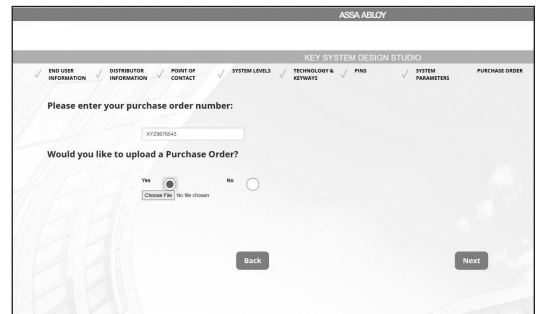 ASSA ABLOY
KEY SYSTEM DESIGN STUDIO
END USER INFORMATION
DISTRIBUTOR INFORMATION
POINT OF CONTACT
SYSTEM LEVELS
TECHNOLOGY & KEYWAYS
PINS
SYSTEM PARAMETERS
PURCHASE ORDER
Please enter your purchase order number:
XYZ9876543
Would you like to upload a Purchase Order?
Yes
No
Choose File No file chosen
Back
Next